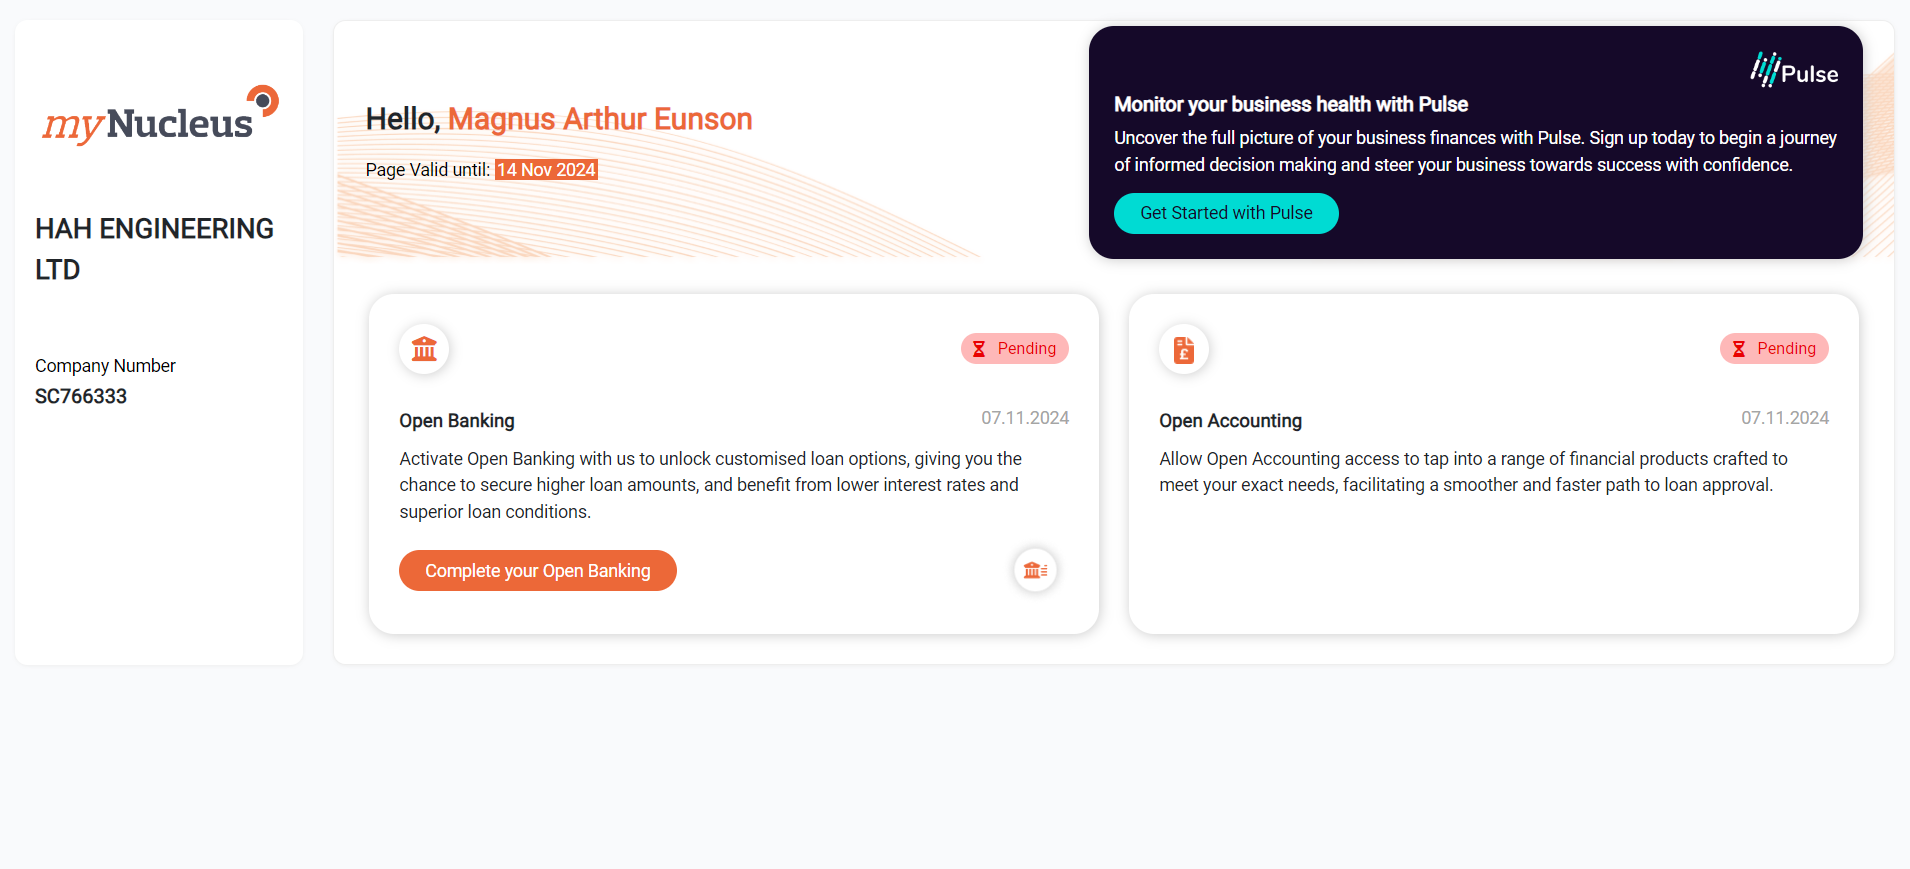 myNucleus
HAH ENGINEERING
LTD
Company Number
SC766333
Hello, Magnus Arthur Eunson
Page Valid until: 14 Nov 2024
Pulse
Monitor your business health with Pulse
Uncover the full picture of your business finances with Pulse. Sign up today to begin a journey
of informed decision making and steer your business towards success with confidence.
Get Started with Pulse
Pending
Open Banking
07.11.2024
Activate Open Banking with us to unlock customised loan options, giving you the
chance to secure higher loan amounts, and benefit from lower interest rates and
superior loan conditions.
Complete your Open Banking
£
Pending
Open Accounting
07.11.2024
Allow Open Accounting access to tap into a range of financial products crafted to
meet your exact needs, facilitating a smoother and faster path to loan approval.